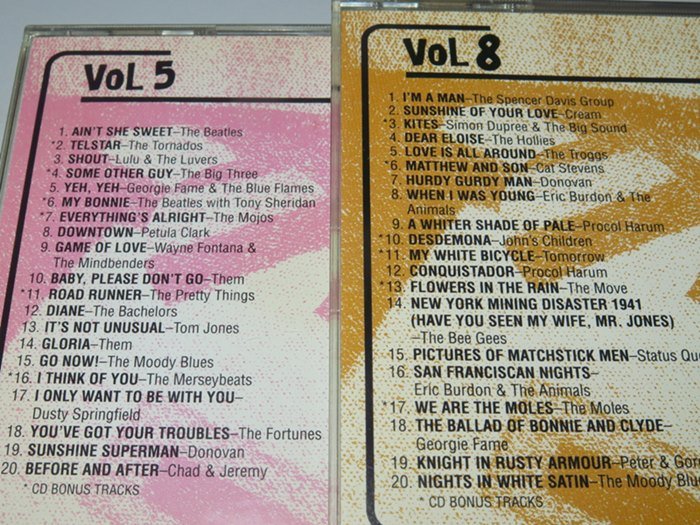 VoL 5
1. AIN'T SHE SWEET–The Beatles
*2. TELSTAR–The Tornados
3. SHOUT–Lulu & The Luvers
*4. SOME OTHER GUY–The Big Three
5. YEH, YEH–Georgie Fame & The Blue Flames
*6. MY BONNIE–The Beatles with Tony Sheridan
*7. EVERYTHING'S ALRIGHT–The Mojos
8. DOWNTOWN–Petula Clark
9. GAME OF LOVE–Wayne Fontana &
The Mindbenders
10. BABY, PLEASE DON'T GO–Them
*11. ROAD RUNNER–The Pretty Things
12. DIANE–The Bachelors
13. IT'S NOT UNUSUAL–Tom Jones
14. GLORIA–Them
15. GO NOW!–The Moody Blues
*16. I THINK OF YOU–The Merseybeats
17. I ONLY WANT TO BE WITH YOU–
Dusty Springfield
18. YOU'VE GOT YOUR TROUBLES–The Fortunes
19. SUNSHINE SUPERMAN–Donovan
20. BEFORE AND AFTER–Chad & Jeremy
* CD BONUS TRACKS
VoL 8
1. I'M A MAN–The Spencer Davis Group
2. SUNSHINE OF YOUR LOVE–Cream
*3. KITES–Simon Dupree & The Big Sound
4. DEAR ELOISE–The Hollies
5. LOVE IS ALL AROUND–The Troggs
*6. MATTHEW AND SON–Cat Stevens
7. HURDY GURDY MAN–Donovan
8. WHEN I WAS YOUNG–Eric Burdon & The
Animals
9. A WHITER SHADE OF PALE–Procol Harum
*10. DESDEMONA–John's Children
*11. MY WHITE BICYCLE–Tomorrow
12. CONQUISTADOR–Procol Harum
*13. FLOWERS IN THE RAIN–The Move
14. NEW YORK MINING DISASTER 1941
(HAVE YOU SEEN MY WIFE, MR. JONES)
–The Bee Gees
15. PICTURES OF MATCHSTICK MEN–Status Qu
16. SAN FRANCISCAN NIGHTS–
Eric Burdon & The Animals
*17. WE ARE THE MOLES–The Moles
18. THE BALLAD OF BONNIE AND CLYDE–
Georgie Fame
19. KNIGHT IN RUSTY ARMOUR–Peter & Gor
20. NIGHTS IN WHITE SATIN–The Moody Blu
* CD BONUS TRACKS